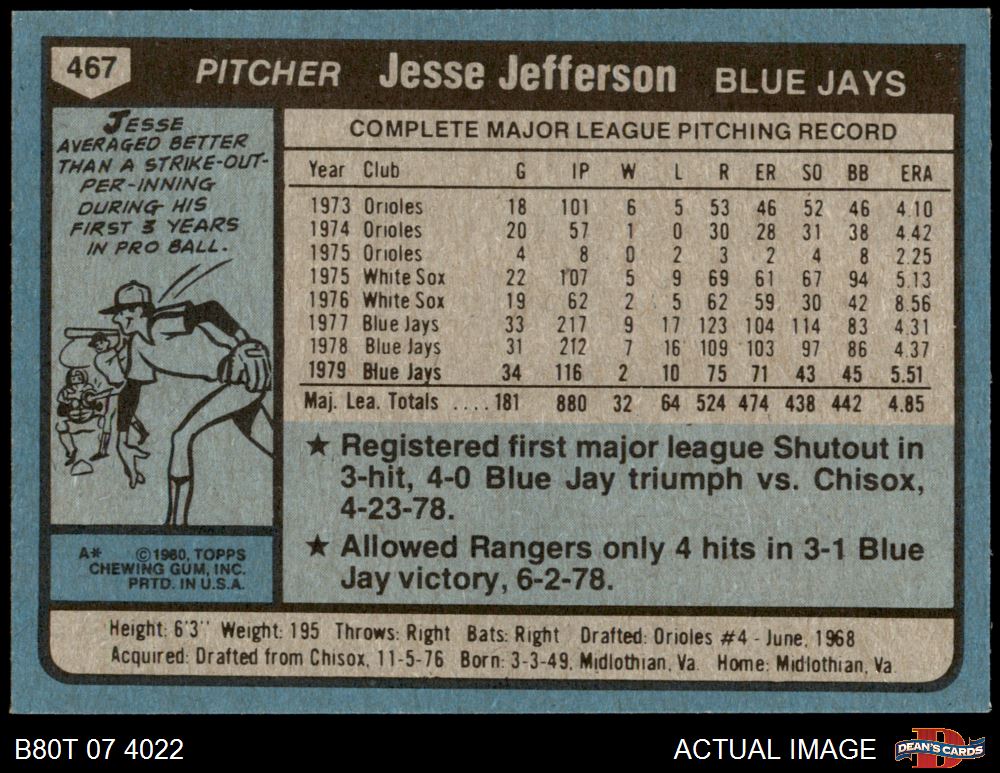 467 PITCHER Jesse Jefferson BLUE JAYS
JESSE
AVERAGED BETTER
THAN A STRIKE-OUT-
PER-INNING
DURING HIS
FIRST 3 YEARS
IN PRO BALL.
COMPLETE MAJOR LEAGUE PITCHING RECORD
Year Club G IP W L R ER SO BB ERA
1973 Orioles 18 101 6 5 53 46 52 46 4.10
1974 Orioles 20 57 1 0 30 28 31 38 4.42
1975 Orioles 4 8 0 2 3 2 4 8 2.25
1975 White Sox 22 107 5 9 69 61 67 94 5.13
1976 White Sox 19 62 2 5 62 59 30 42 8.56
1977 Blue Jays 33 217 9 17 123 104 114 83 4.31
1978 Blue Jays 31 212 7 16 109 103 97 86 4.37
1979 Blue Jays 34 116 2 10 75 71 43 45 5.51
Maj. Lea. Totals ....181 880 32 64 524 474 438 442 4.85
★ Registered first major league Shutout in
3-hit, 4-0 Blue Jay triumph vs. Chisox,
4-23-78.
★ Allowed Rangers only 4 hits in 3-1 Blue
Jay victory, 6-2-78.
A* ©1980, TOPPS
CHEWING GUM, INC.
PRTD. IN U.S.A.
Height: 6'3" Weight: 195 Throws: Right Bats: Right Drafted: Orioles #4 - June, 1968
Acquired: Drafted from Chisox, 11-5-76 Born: 3-3-49, Midlothian, Va. Home: Midlothian, Va.
B80T 07 4022 ACTUAL IMAGE D DEAN'S CARDS